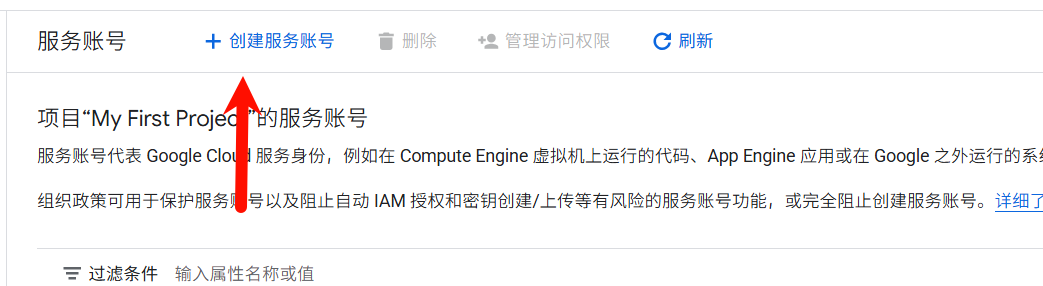 服务账号 创建服务账号 删除 管理访问权限 刷新
项目“My First Project”的服务账号
服务账号代表 Google Cloud 服务身份，例如在 Compute Engine 虚拟机上运行的代码、App Engine 应用或在 Google 之外运行的系
组织政策可用于保护服务账号以及阻止自动 IAM 授权和密钥创建/上传等有风险的服务账号功能，或完全阻止创建服务账号。详细了
过滤条件 输入属性名称或值